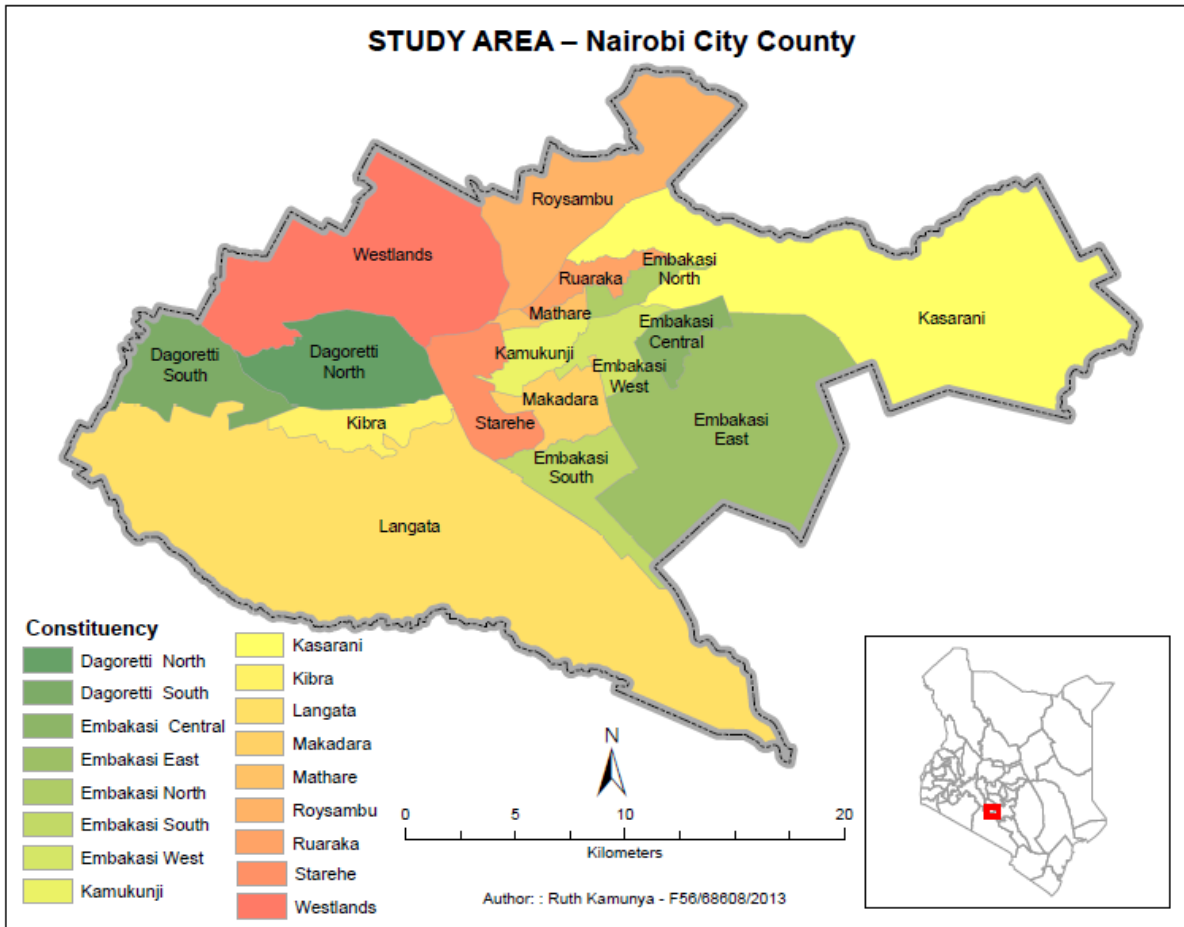 STUDY AREA – Nairobi City County
Roysambu
Westlands
Ruaraka
Embakasi
North
Mathare
Kasarani
Embakasi
Central
Kamukunji
Dagoretti
South
Dagoretti
North
Embakasi
West
Makadara
Kibra
Starehe
Embakasi
East
Embakasi
South
Langata
Constituency
Dagoretti North
Dagoretti South
Embakasi Central
Embakasi East
Embakasi North
Embakasi South
Embakasi West
Kamukunji
Kasarani
Kibra
Langata
Makadara
Mathare
Roysambu
Ruaraka
Starehe
Westlands
N
0 5 10 20
Kilometers
Author: : Ruth Kamunya - F56/68608/2013